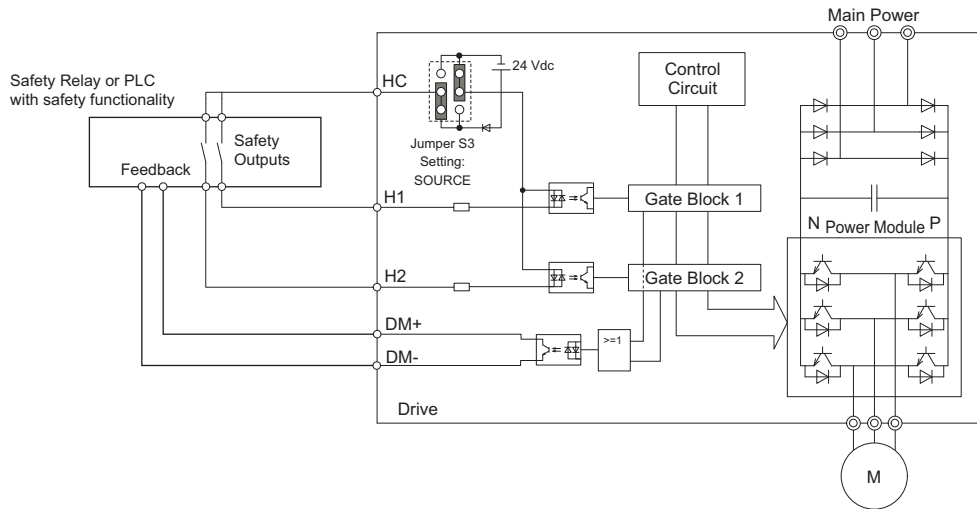 Main Power
Safety Relay or PLC
with safety functionality
HC
24 Vdc
Control
Circuit
Safety
Outputs
Feedback
Jumper S3
Setting:
SOURCE
H1
Gate Block 1
N
P
Power Module
H2
Gate Block 2
DM+
>=1
DM-
Drive
M